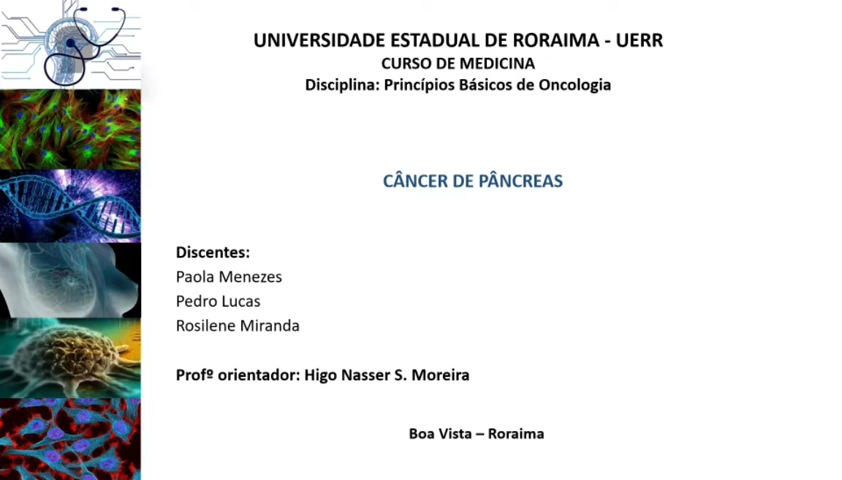 UNIVERSIDADE ESTADUAL DE RORAIMA - UERR
CURSO DE MEDICINA
Disciplina: Princípios Básicos de Oncologia
CÂNCER DE PÂNCREAS
Discentes:
Paola Menezes
Pedro Lucas
Rosilene Miranda
Profº orientador: Higo Nasser S. Moreira
Boa Vista – Roraima